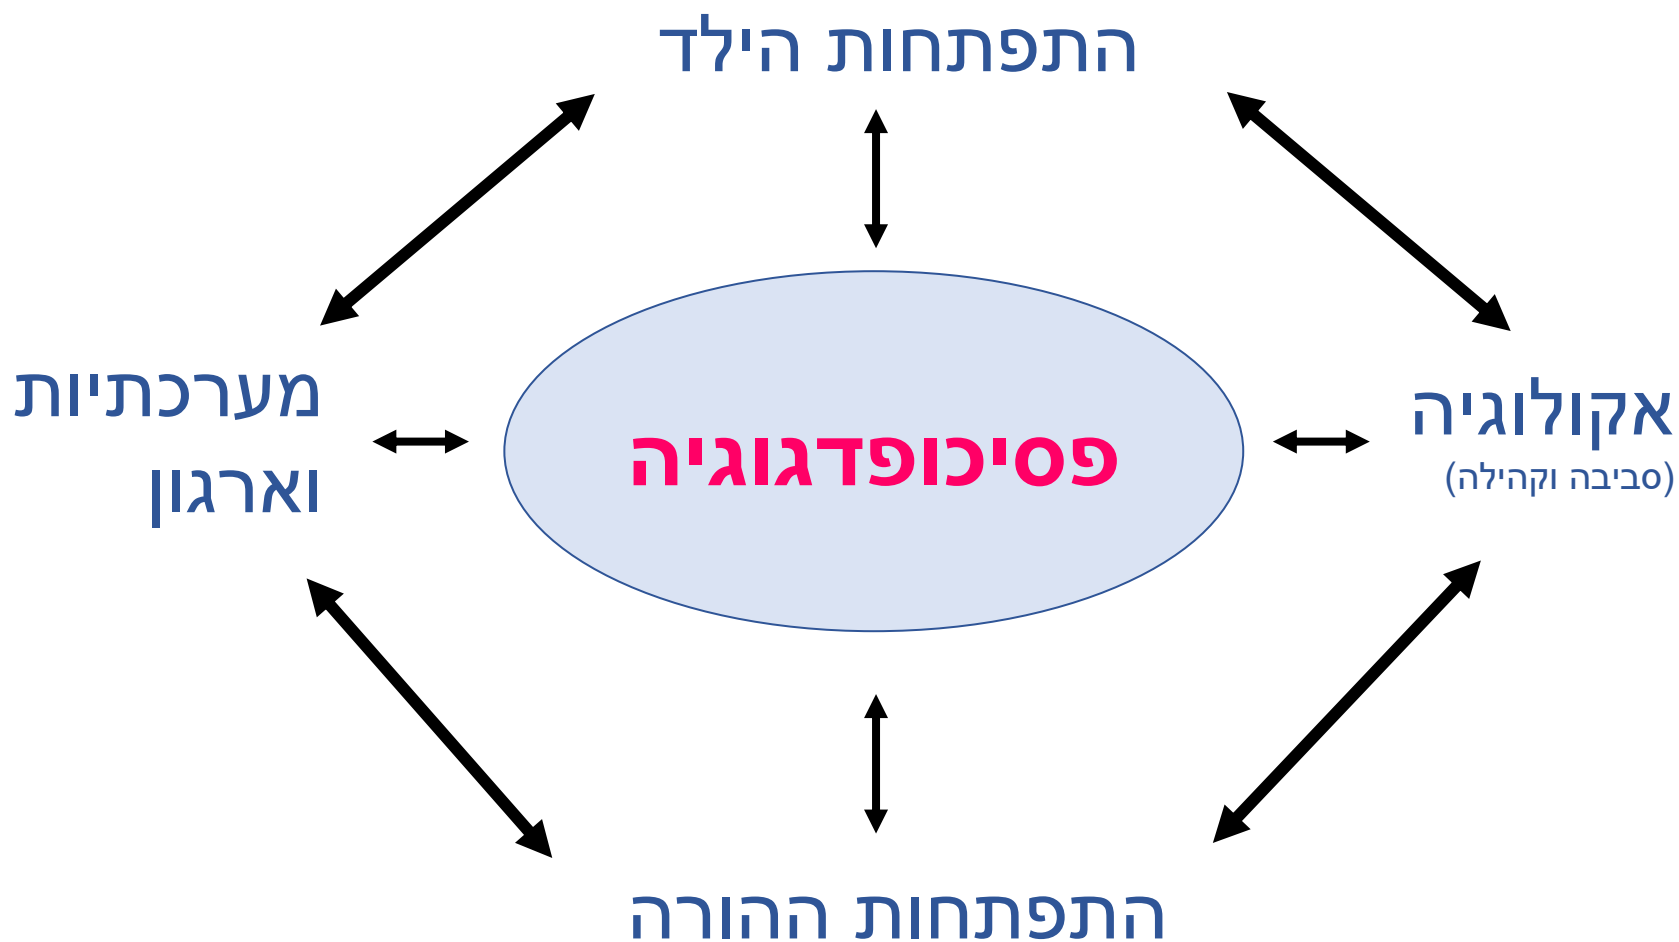 התפתחות הילד
אקולוגיה
(סביבה וקהילה)
פסיכופדגוגיה
מערכתיות
וארגון
התפתחות ההורה